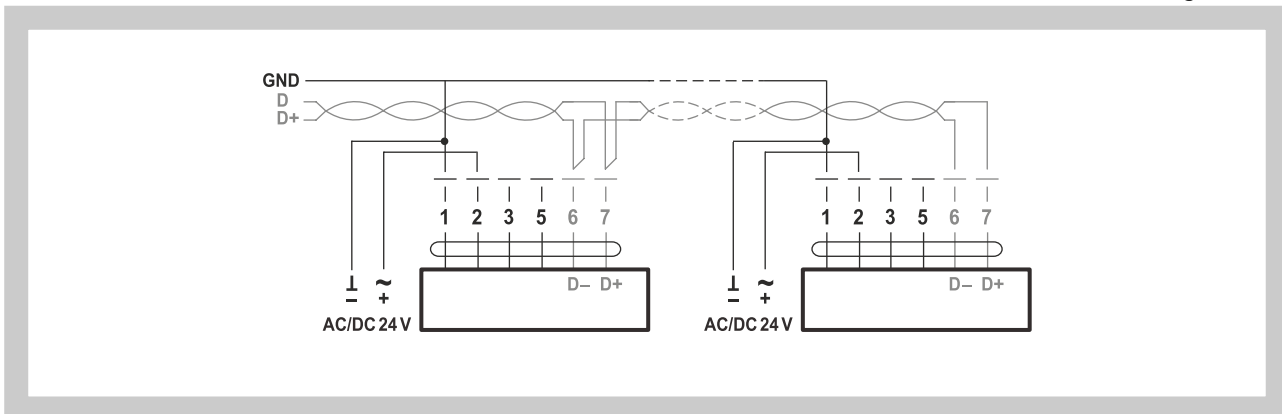 GND
D
D+
1 2 3 5 6 7
1 2 3 5 6 7
⊥ ~
– +
D– D+
AC/DC 24 V
⊥ ~
– +
D– D+
AC/DC 24 V